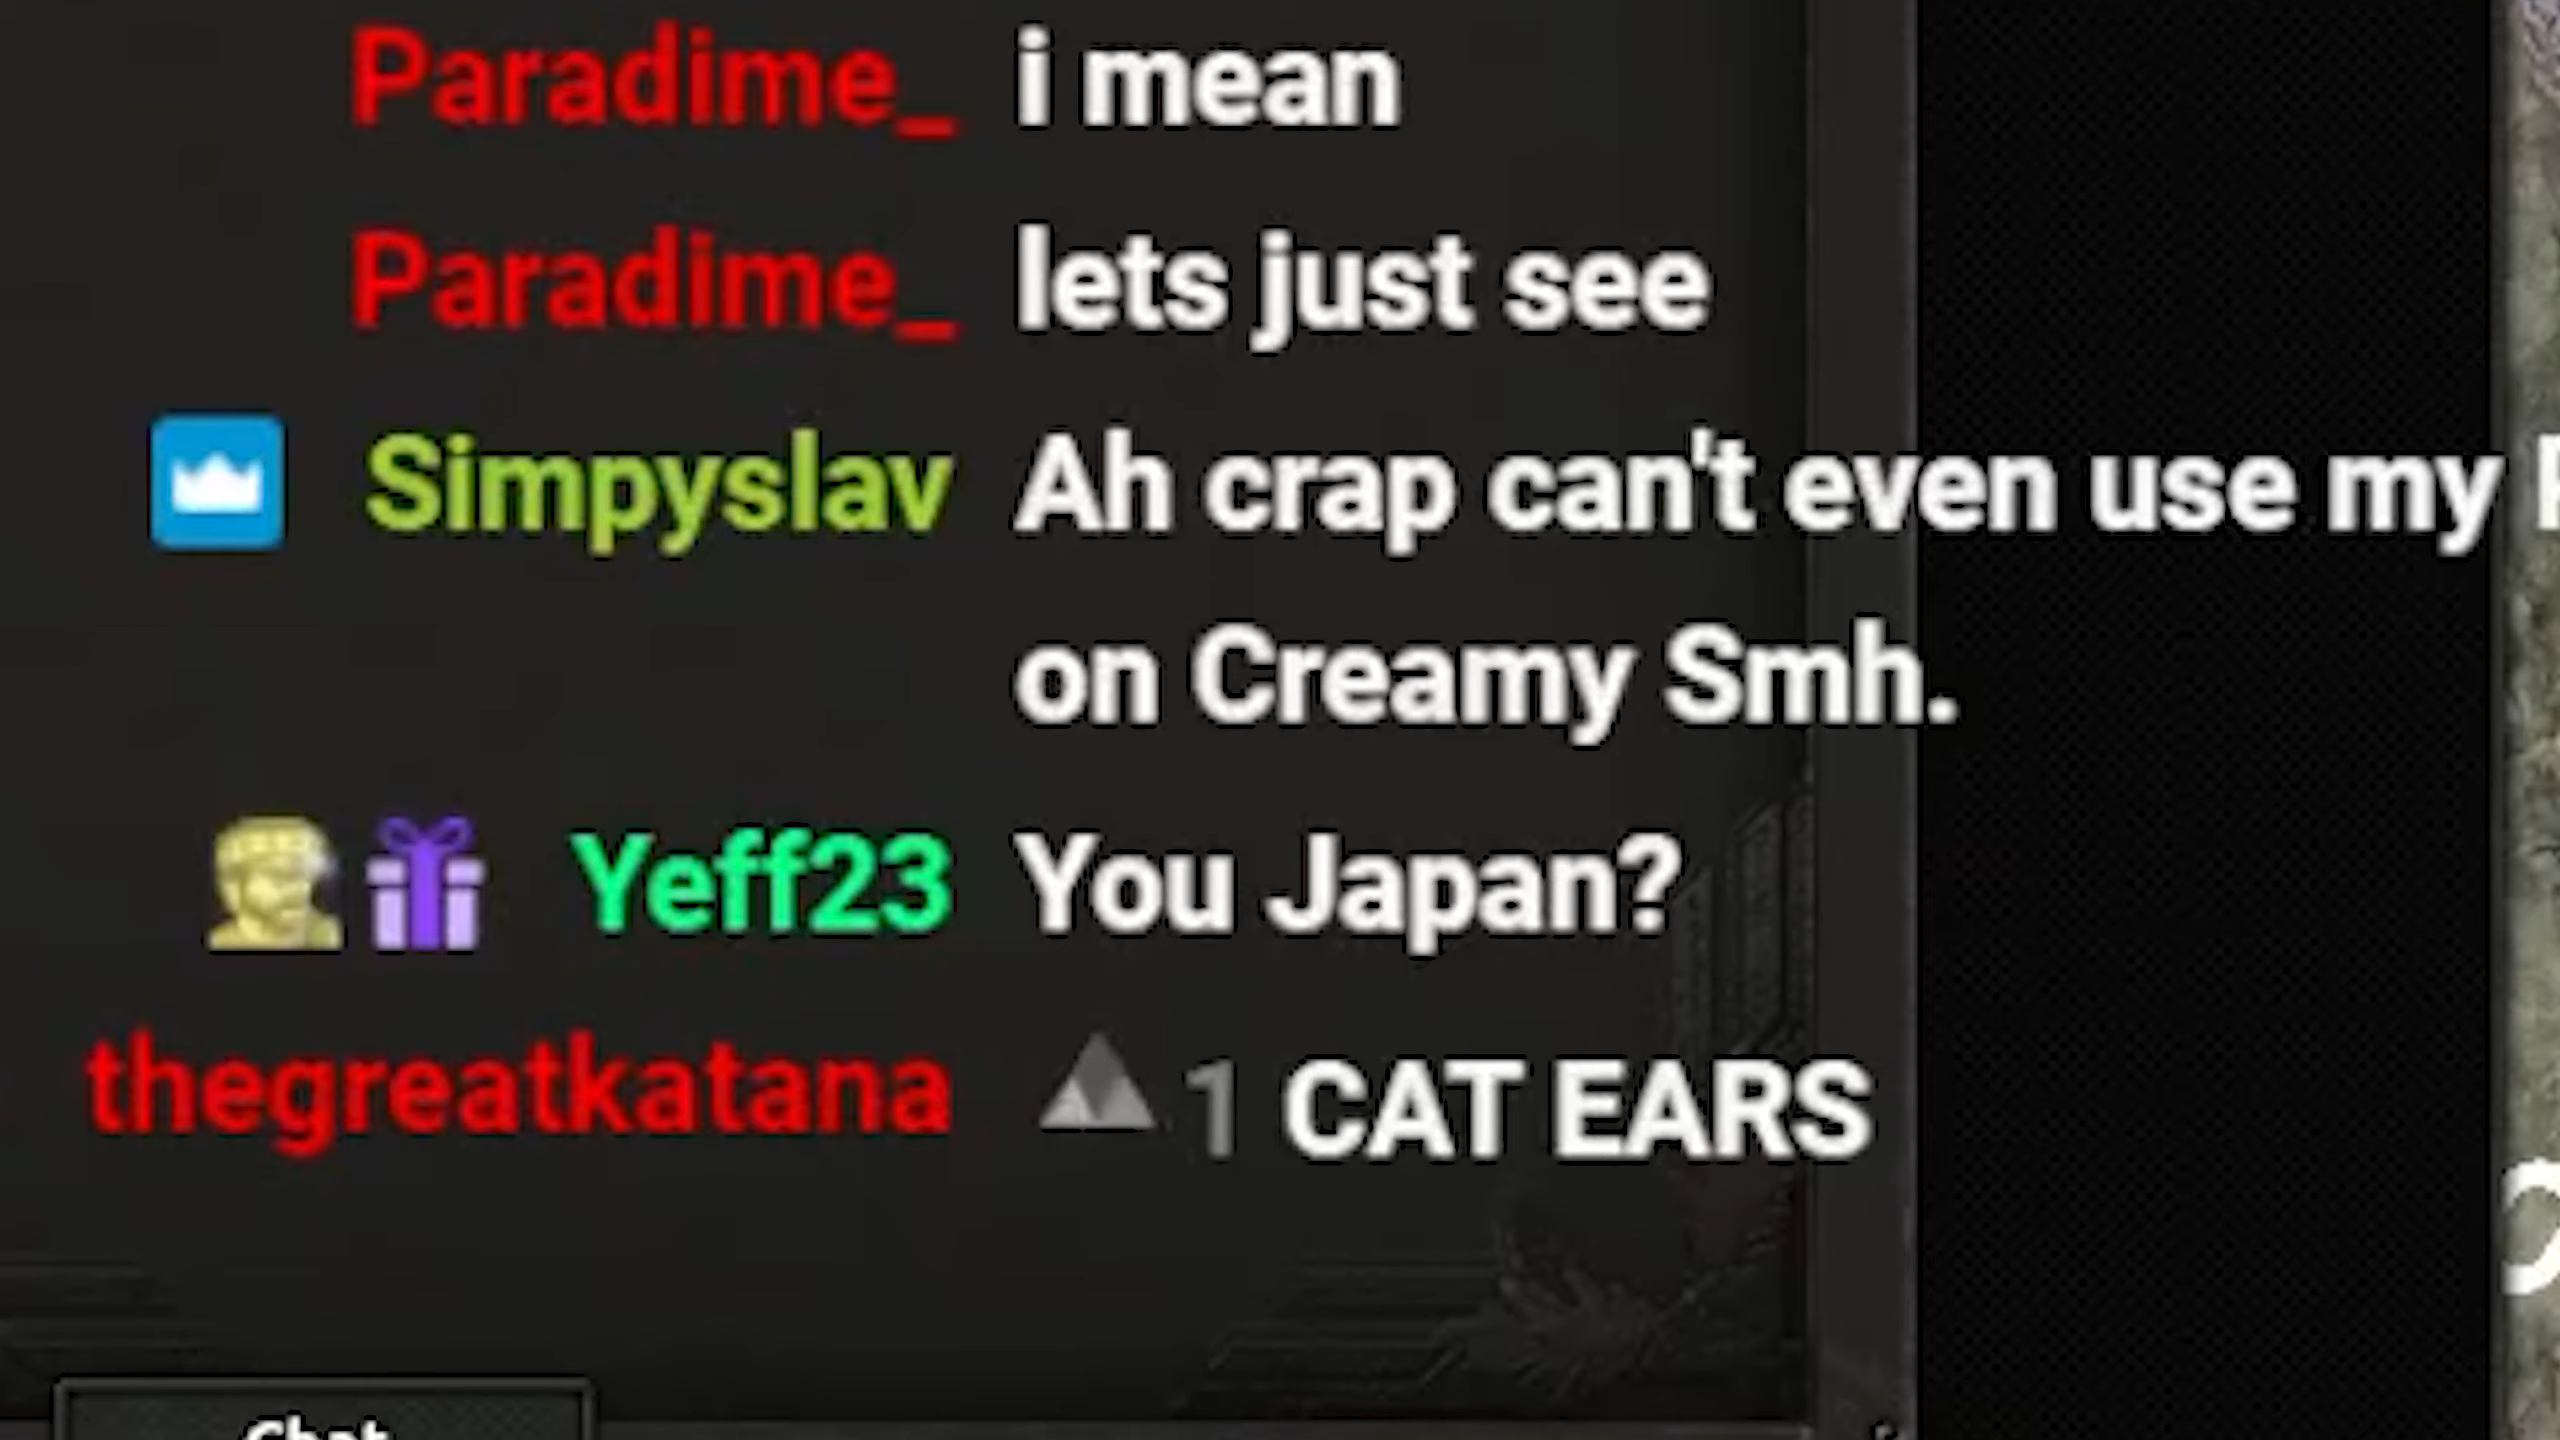 Paradime_ i mean
Paradime_ lets just see
Simpyslav Ah crap can't even use my
on Creamy Smh.
Yeff23 You Japan?
thegreatkatana 1 CAT EARS
Chat